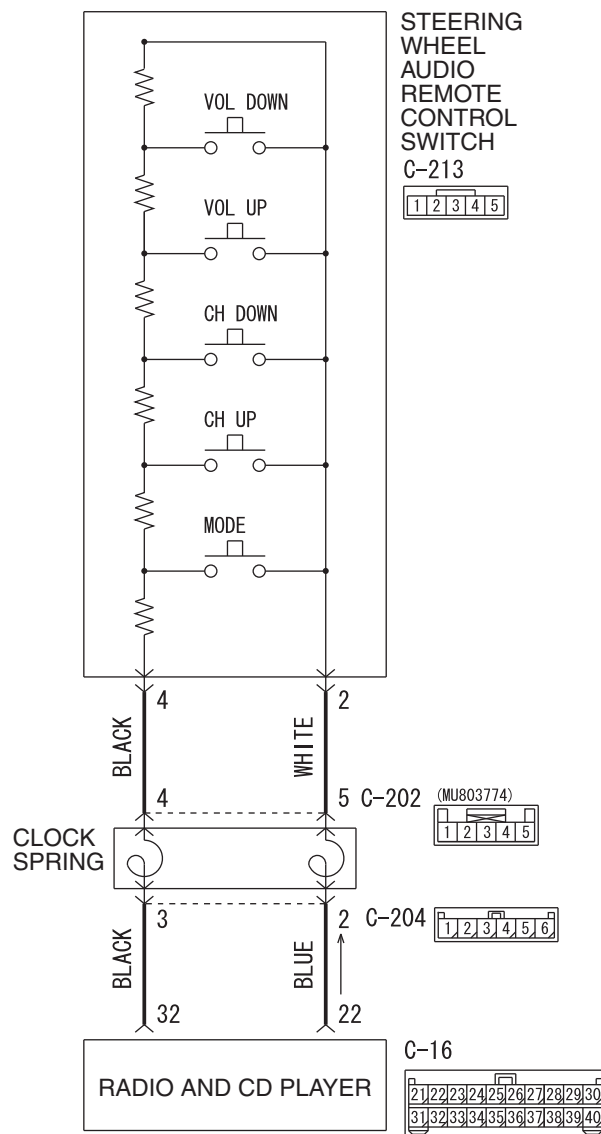 STEERING
WHEEL
AUDIO
REMOTE
CONTROL
SWITCH
C-213
1 2 3 4 5
VOL DOWN
VOL UP
CH DOWN
CH UP
MODE
4 2
BLACK WHITE
4 5 C-202 (MU803774)
1 2 3 4 5
CLOCK
SPRING
3 2 C-204
1 2 3 4 5 6
BLACK BLUE
32 22
RADIO AND CD PLAYER
C-16
21 22 23 24 25 26 27 28 29 30
31 32 33 34 35 36 37 38 39 40